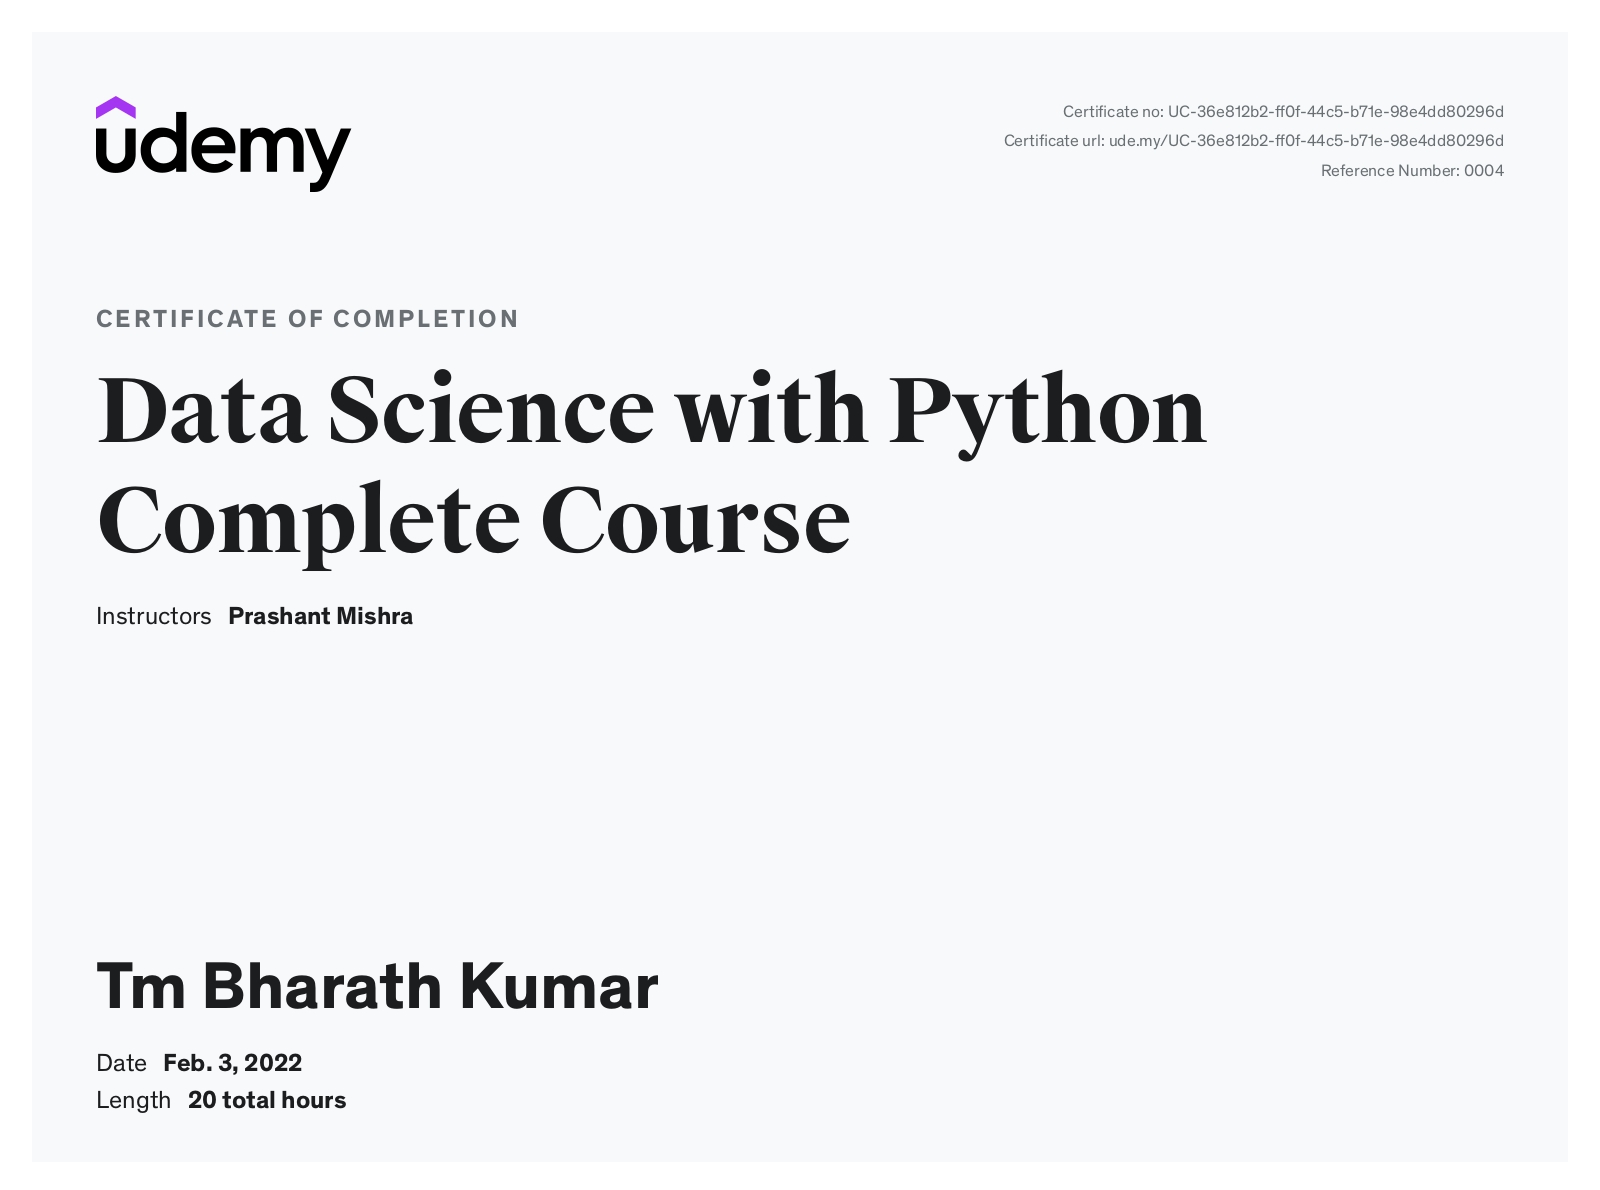 udemy
Certificate no: UC-36e812b2-ff0f-44c5-b71e-98e4dd80296d
Certificate url: ude.my/UC-36e812b2-ff0f-44c5-b71e-98e4dd80296d
Reference Number: 0004
CERTIFICATE OF COMPLETION
Data Science with Python
Complete Course
Instructors Prashant Mishra
Tm Bharath Kumar
Date Feb. 3, 2022
Length 20 total hours